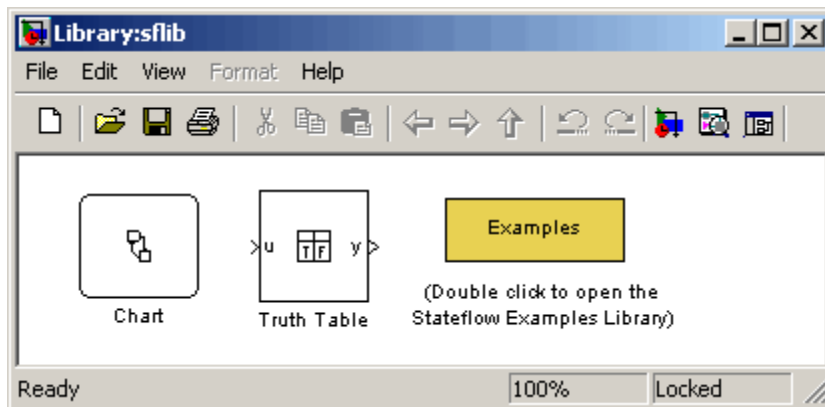 Library:sflib
File Edit View Format Help
u T F y
Examples
Chart
Truth Table
(Double click to open the
Stateflow Examples Library)
Ready 100% Locked